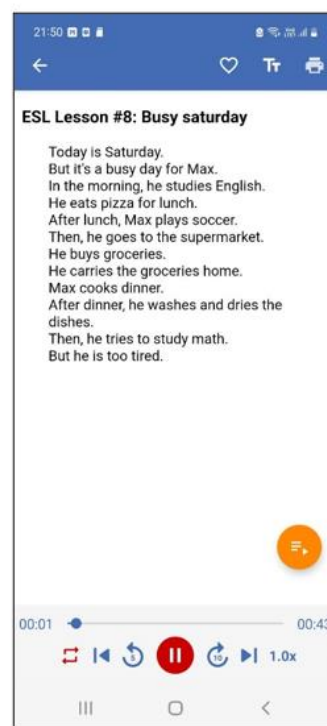 21:50
Tт
ESL Lesson #8: Busy saturday
Today is Saturday.
But it's a busy day for Max.
In the morning, he studies English.
He eats pizza for lunch.
After lunch, Max plays soccer.
Then, he goes to the supermarket.
He buys groceries.
He carries the groceries home.
Max cooks dinner.
After dinner, he washes and dries the
dishes.
Then, he tries to study math.
But he is too tired.
00:01 00:43
5 10 1.0x